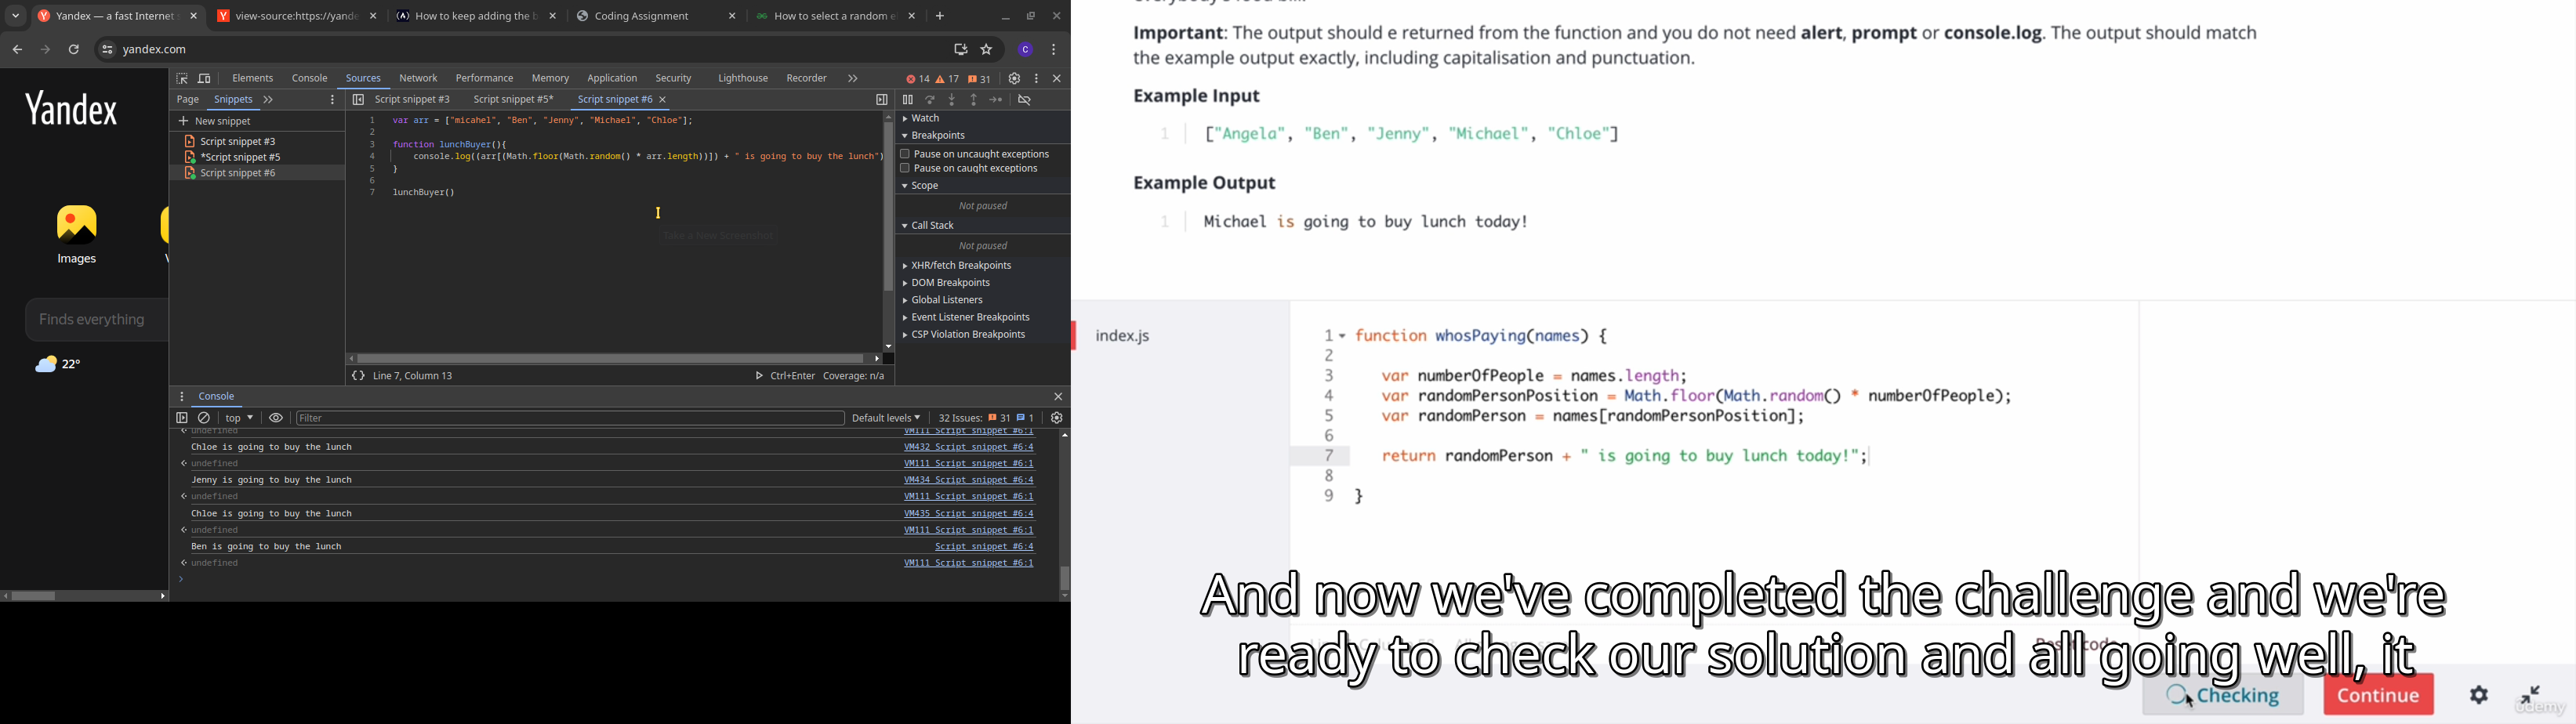 Yandex — a fast Internet
view-source:https://yande
How to keep adding the b
Coding Assignment
How to select a random e
yandex.com
Yandex
Images
Finds everything
22°
Elements Console Sources Network Performance Memory Application Security Lighthouse Recorder
14 17 31
Page Snippets
New snippet
Script snippet #3
*Script snippet #5
Script snippet #6
Script snippet #3 Script snippet #5* Script snippet #6
1 var arr = ["micahel", "Ben", "Jenny", "Michael", "Chloe"];
2
3 function lunchBuyer(){
4 console.log((arr[(Math.floor(Math.random() * arr.length))]) + " is going to buy the lunch")
5 }
6
7 lunchBuyer()
Take a New Screenshot
{} Line 7, Column 13 Ctrl+Enter Coverage: n/a
Watch
Breakpoints
Pause on uncaught exceptions
Pause on caught exceptions
Scope
Not paused
Call Stack
Not paused
XHR/fetch Breakpoints
DOM Breakpoints
Global Listeners
Event Listener Breakpoints
CSP Violation Breakpoints
Console
top Filter Default levels 32 Issues: 31 1
undefined VM111 Script snippet #6:1
Chloe is going to buy the lunch VM432 Script snippet #6:4
undefined VM111 Script snippet #6:1
Jenny is going to buy the lunch VM434 Script snippet #6:4
undefined VM111 Script snippet #6:1
Chloe is going to buy the lunch VM435 Script snippet #6:4
undefined VM111 Script snippet #6:1
Ben is going to buy the lunch Script snippet #6:4
undefined VM111 Script snippet #6:1
Important: The output should e returned from the function and you do not need alert, prompt or console.log. The output should match
the example output exactly, including capitalisation and punctuation.
Example Input
1 ["Angela", "Ben", "Jenny", "Michael", "Chloe"]
Example Output
1 Michael is going to buy lunch today!
index.js
1 function whosPaying(names) {
2
3 var numberOfPeople = names.length;
4 var randomPersonPosition = Math.floor(Math.random() * numberOfPeople);
5 var randomPerson = names[randomPersonPosition];
6
7 return randomPerson + " is going to buy lunch today!";
8
9 }
And now we've completed the challenge and we're
ready to check our solution and all going well, it
Reset code
Checking
Continue
Udemy